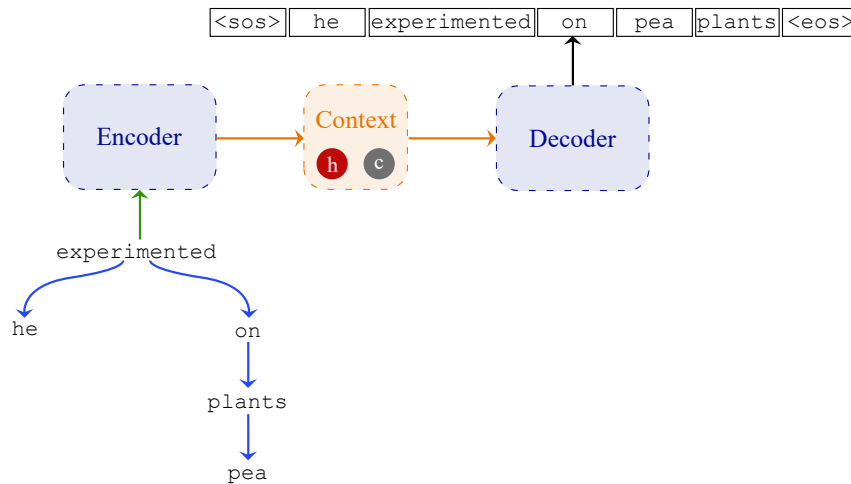 <sos> he experimented on pea plants <eos>
Encoder
Context
h c
Decoder
experimented
he
on
plants
pea